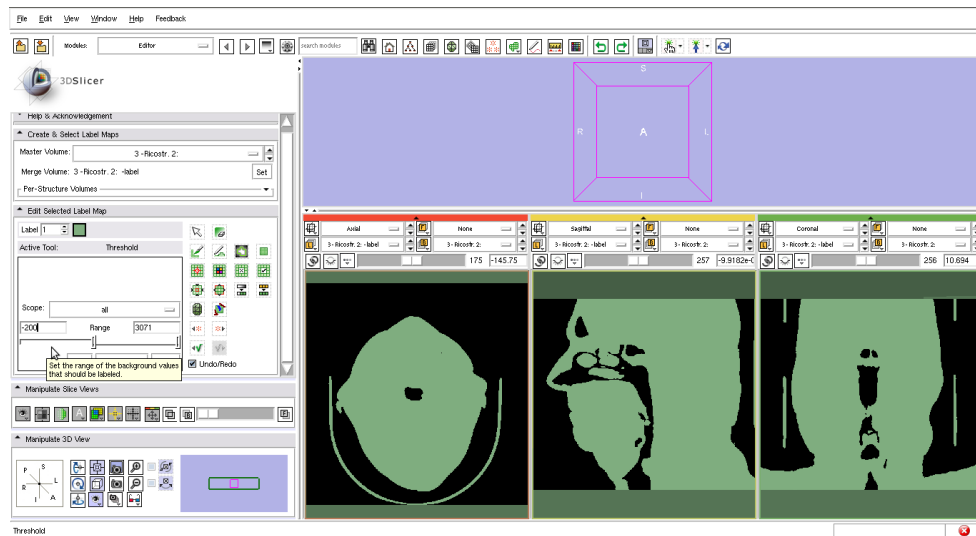 File Edit View Window Help Feedback
Modules: Editor search modules
3DSlicer
Help & Acknowledgement
Create & Select Label Maps
Master Volume: 3 -Ricostr. 2:
Merge Volume: 3 -Ricostr. 2: -label Set
Per-Structure Volumes
Edit Selected Label Map
Label 1
Active Tool: Threshold
Scope: all
-200 Range 3071
Set the range of the background values
that should be labeled.
Undo/Redo
Manipulate Slice Views
Manipulate 3D View
P S
R L
I A
S
R A L
I
Axial None
3- Ricostr. 2: -label 3- Ricostr. 2:
175 -145.75
Sagittal None
3- Ricostr. 2: -label 3- Ricostr. 2:
257 -9.9182e-0
Coronal None
3- Ricostr. 2: -label 3- Ricostr. 2:
256 10.694
Threshold